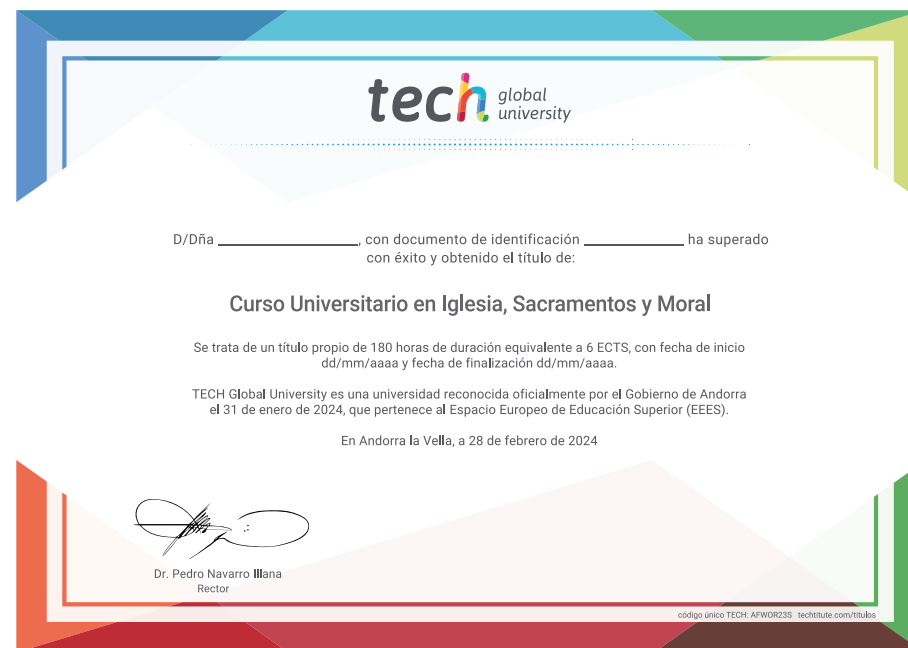 tech global university
D/Dña ____________________, con documento de identificación ______________ ha superado
con éxito y obtenido el título de:
Curso Universitario en Iglesia, Sacramentos y Moral
Se trata de un título propio de 180 horas de duración equivalente a 6 ECTS, con fecha de inicio
dd/mm/aaaa y fecha de finalización dd/mm/aaaa.
TECH Global University es una universidad reconocida oficialmente por el Gobierno de Andorra
el 31 de enero de 2024, que pertenece al Espacio Europeo de Educación Superior (EEES).
En Andorra la Vella, a 28 de febrero de 2024
Dr. Pedro Navarro Illana
Rector
código único TECH: AFWOR23S techtitute.com/titulos